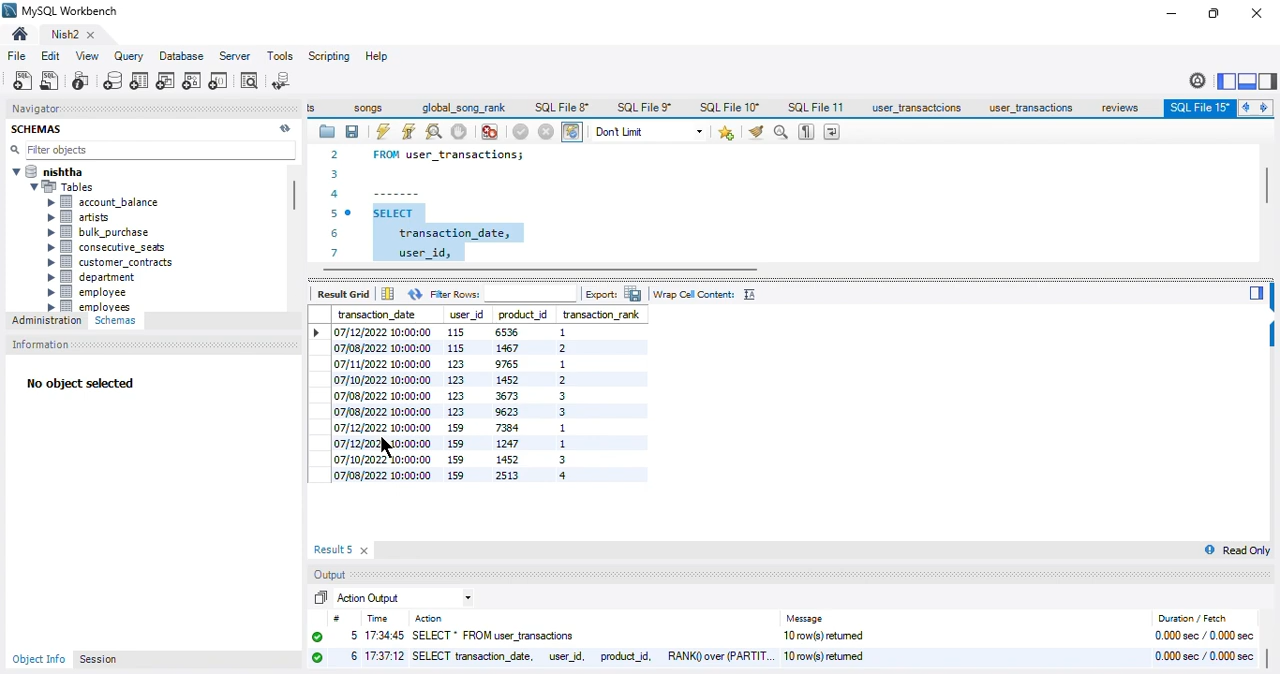 MySQL Workbench
Nish2
File Edit View Query Database Server Tools Scripting Help
Navigator
SCHEMAS
Filter objects
nishtha
Tables
account_balance
artists
bulk_purchase
consecutive_seats
customer_contracts
department
employee
employees
Administration Schemas
Information
No object selected
Object Info Session
ts songs global_song_rank SQL File 8* SQL File 9* SQL File 10* SQL File 11 user_transactcions user_transactions reviews SQL File 15*
Don't Limit
2 FROM user_transactions;
3
4 -------
5 SELECT
6 transaction_date,
7 user_id,
Result Grid Filter Rows: Export: Wrap Cell Content:
transaction_date user_id product_id transaction_rank
07/12/2022 10:00:00 115 6536 1
07/08/2022 10:00:00 115 1467 2
07/11/2022 10:00:00 123 9765 1
07/10/2022 10:00:00 123 1452 2
07/08/2022 10:00:00 123 3673 3
07/08/2022 10:00:00 123 9623 3
07/12/2022 10:00:00 159 7384 1
07/12/2022 10:00:00 159 1247 1
07/10/2022 10:00:00 159 1452 3
07/08/2022 10:00:00 159 2513 4
Result 5 Read Only
Output
Action Output
# Time Action Message Duration / Fetch
5 17:34:45 SELECT * FROM user_transactions 10 row(s) returned 0.000 sec / 0.000 sec
6 17:37:12 SELECT transaction_date, user_id, product_id, RANK() over (PARTIT... 10 row(s) returned 0.000 sec / 0.000 sec